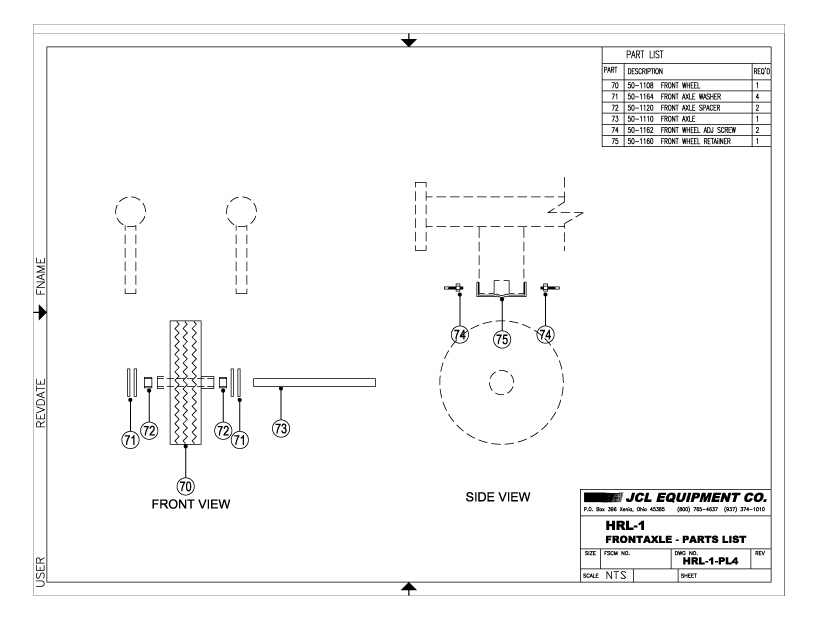 PART LIST
PART DESCRIPTION REQ'D
70 50-1108 FRONT WHEEL 1
71 50-1164 FRONT AXLE WASHER 4
72 50-1120 FRONT AXLE SPACER 2
73 50-1110 FRONT AXLE 1
74 50-1162 FRONT WHEEL ADJ SCREW 2
75 50-1160 FRONT WHEEL RETAINER 1
FNAME
REVDATE
USER
74
75
74
71
72
72
71
73
70
FRONT VIEW
SIDE VIEW
JCL EQUIPMENT CO.
P.O. Box 396 Xenia, Ohio 45385 (800) 765-4637 (937) 374-1010
HRL-1
FRONTAXLE - PARTS LIST
SIZE FSCM NO. DWG NO. REV
HRL-1-PL4
SCALE NTS SHEET